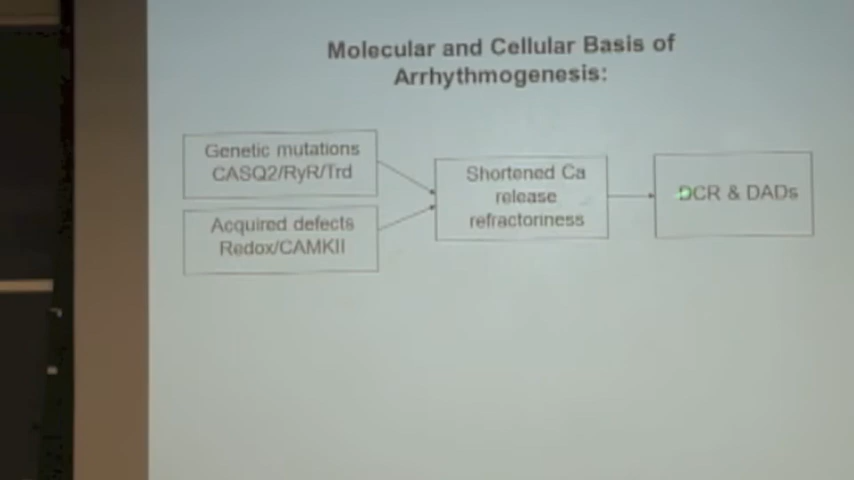 Molecular and Cellular Basis of
Arrhythmogenesis:
Genetic mutations
CASQ2/RyR/Trd
Acquired defects
Redox/CAMKII
Shortened Ca
release
refractoriness
DCR & DADs